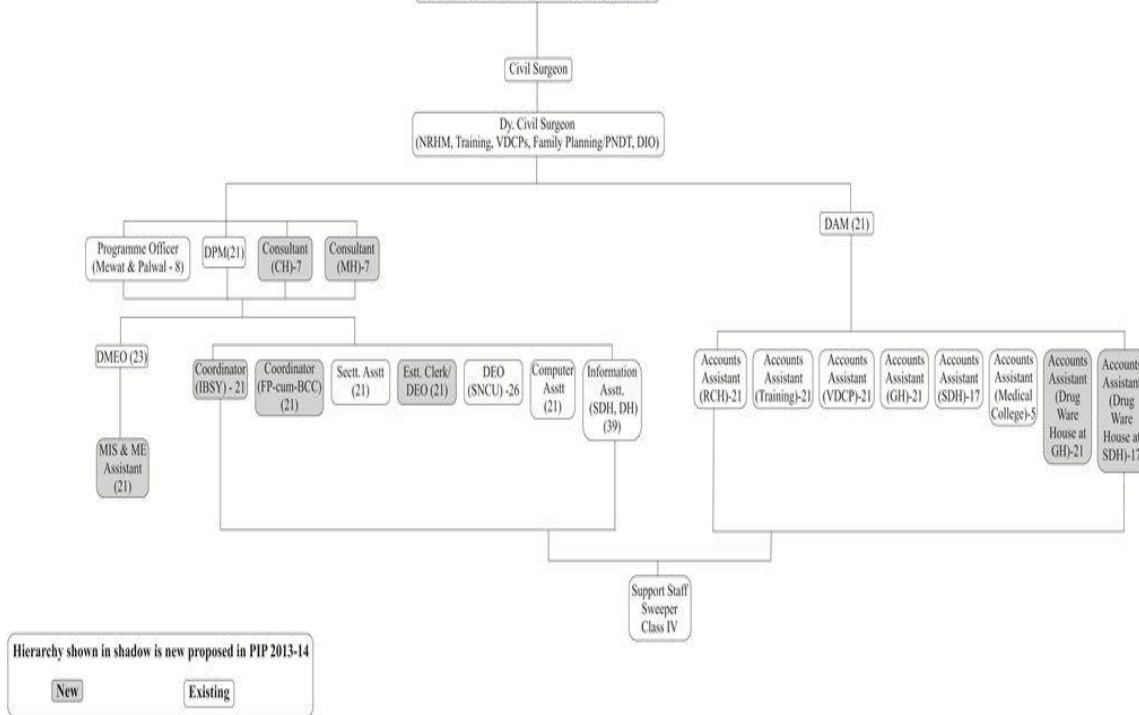 Civil Surgeon
Dy. Civil Surgeon
(NRHM, Training, VDCPs, Family Planning/PNDT, DIO)
Programme Officer
(Mewat & Palwal - 8)
DPM(21)
Consultant
(CH)-7
Consultant
(MH)-7
DAM (21)
DMEO (23)
Coordinator
(IBSY) - 21
Coordinator
(FP-cum-BCC)
(21)
Sectt. Asstt
(21)
Estt. Clerk/
DEO (21)
DEO
(SNCU) -26
Computer
Asstt
(21)
Information
Asstt.
(SDH, DH)
(39)
Accounts
Assistant
(RCH)-21
Accounts
Assistant
(Training)-21
Accounts
Assistant
(VDCP)-21
Accounts
Assistant
(GH)-21
Accounts
Assistant
(SDH)-17
Accounts
Assistant
(Medical
College)-5
Accounts
Assistant
(Drug
Ware
House at
GH)-21
Accounts
Assistant
(Drug
Ware
House at
SDH)-17
MIS & ME
Assistant
(21)
Support Staff
Sweeper
Class IV
Hierarchy shown in shadow is new proposed in PIP 2013-14
New
Existing